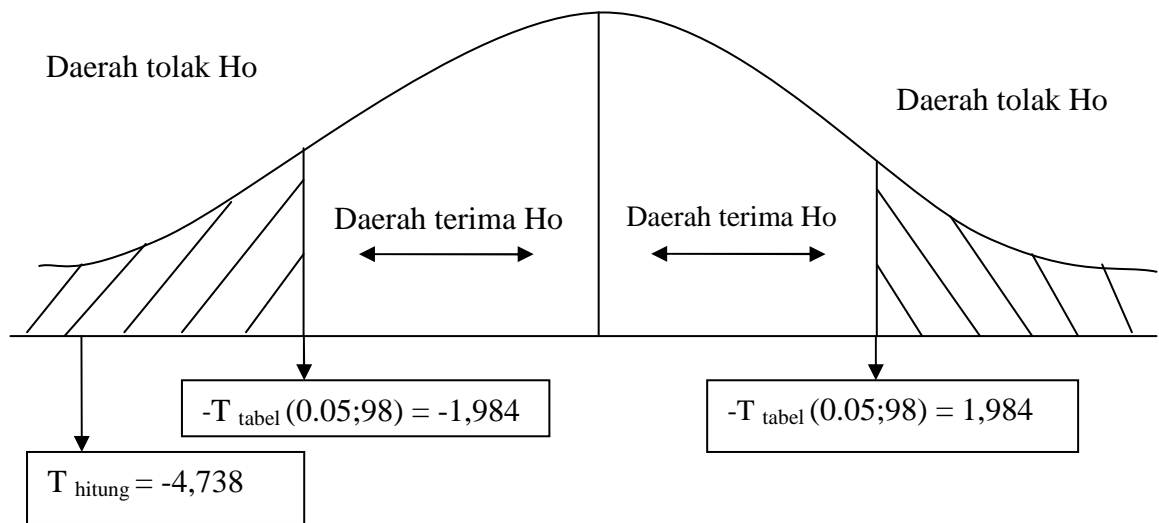 Daerah tolak Ho
Daerah tolak Ho
Daerah terima Ho
Daerah terima Ho
-T tabel (0.05;98) = -1,984
-T tabel (0.05;98) = 1,984
T hitung = -4,738